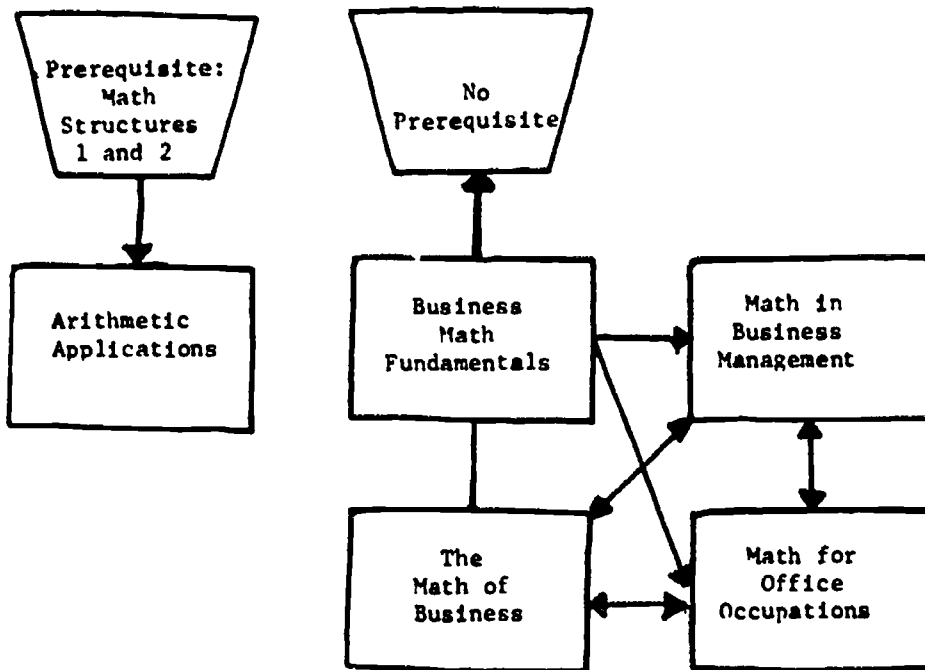 Prerequisite:
Math
Structures
1 and 2
No
Prerequisite
Arithmetic
Applications
Business
Math
Fundamentals
Math in
Business
Management
The
Math of
Business
Math for
Office
Occupations